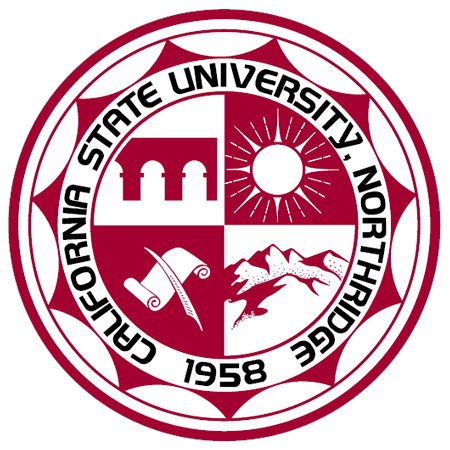 CALIFORNIA STATE UNIVERSITY, NORTHRIDGE
1958